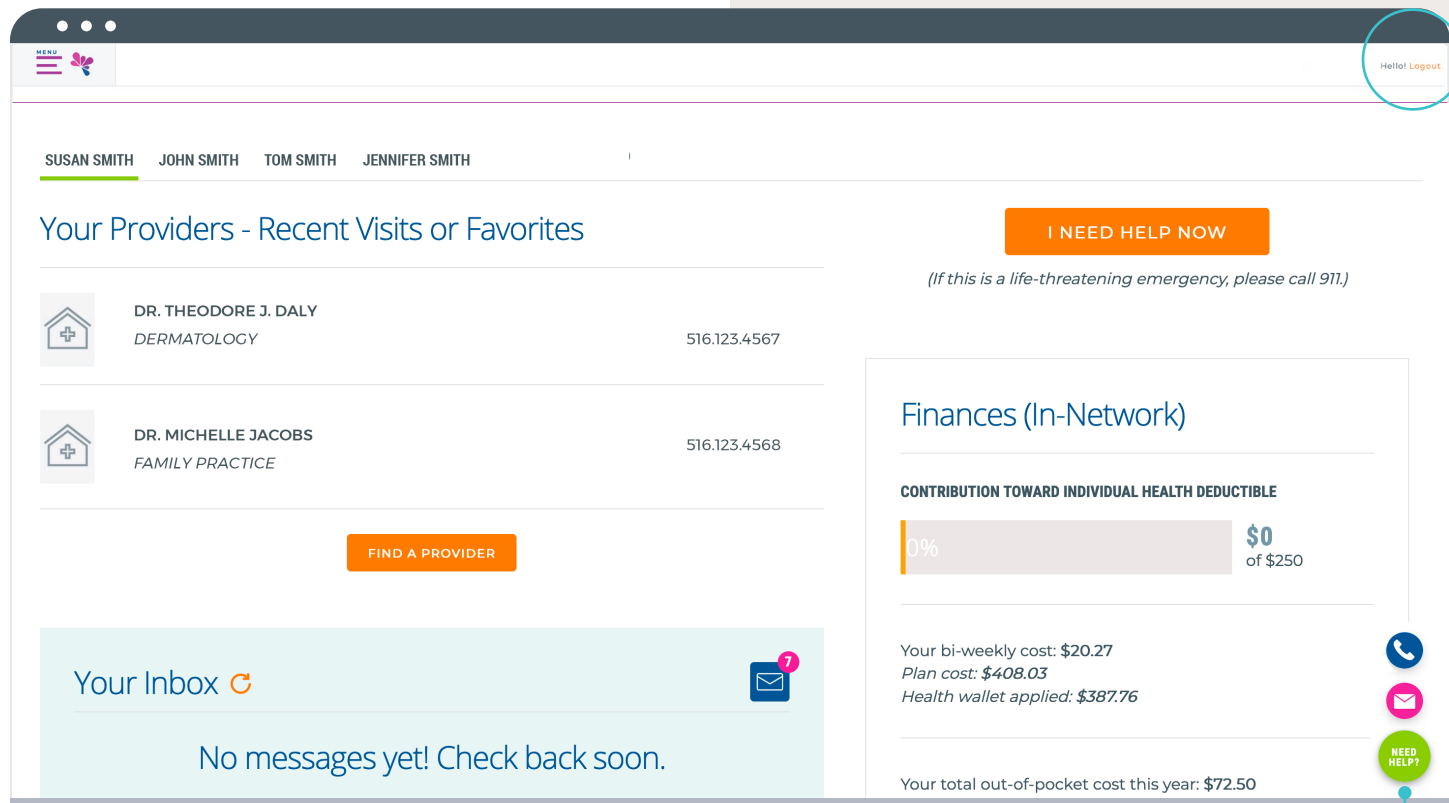 MENU
Hello! Logout
SUSAN SMITH JOHN SMITH TOM SMITH JENNIFER SMITH
Your Providers - Recent Visits or Favorites
DR. THEODORE J. DALY
DERMATOLOGY
516.123.4567
DR. MICHELLE JACOBS
FAMILY PRACTICE
516.123.4568
FIND A PROVIDER
Your Inbox
7
No messages yet! Check back soon.
I NEED HELP NOW
(If this is a life-threatening emergency, please call 911.)
Finances (In-Network)
CONTRIBUTION TOWARD INDIVIDUAL HEALTH DEDUCTIBLE
0%
$0
of $250
Your bi-weekly cost: $20.27
Plan cost: $408.03
Health wallet applied: $387.76
Your total out-of-pocket cost this year: $72.50
NEED
HELP?